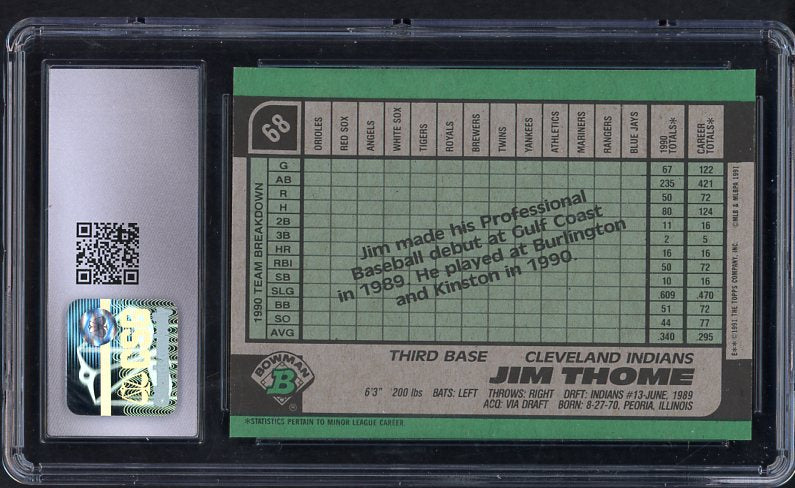 68
ORIOLES RED SOX ANGELS WHITE SOX TIGERS ROYALS BREWERS TWINS YANKEES ATHLETICS MARINERS RANGERS BLUE JAYS 1990 TOTALS* CAREER TOTALS*
1990 TEAM BREAKDOWN
G 67 122
AB 235 421
R 50 72
H 80 124
2B 11 16
3B 2 5
HR 16 16
RBI 50 72
SB 10 16
SLG .609 .470
BB 51 72
SO 44 77
AVG .340 .295
Jim made his Professional
Baseball debut at Gulf Coast
in 1989. He played at Burlington
and Kinston in 1990.
E**©1991 THE TOPPS COMPANY, INC. ©MLB & MLBPA 1991
BOWMAN
B
®
THIRD BASE CLEVELAND INDIANS
JIM THOME
6'3" 200 lbs BATS: LEFT THROWS: RIGHT DRFT: INDIANS #13-JUNE, 1989
ACQ: VIA DRAFT BORN: 8-27-70, PEORIA, ILLINOIS
*STATISTICS PERTAIN TO MINOR LEAGUE CAREER.